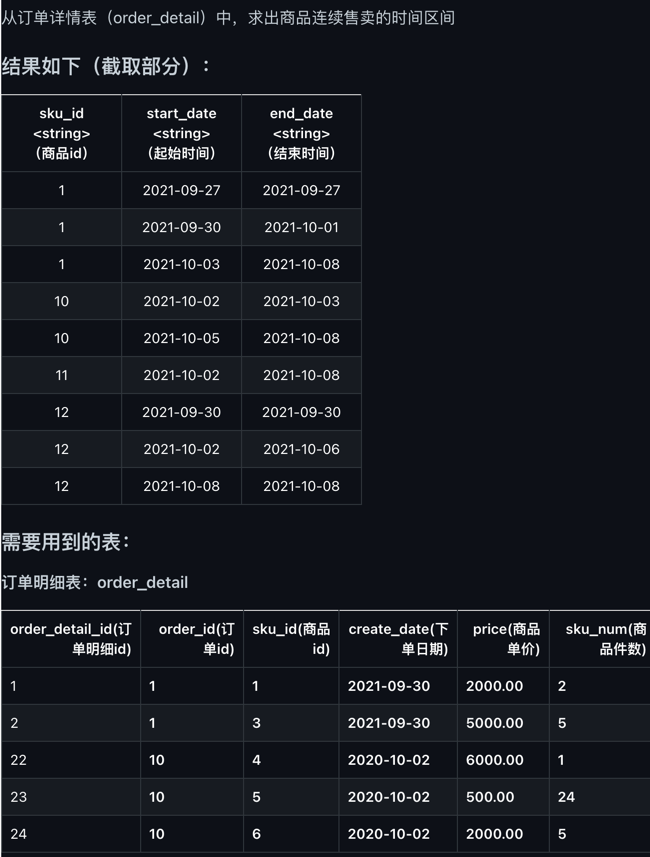 从订单详情表（order_detail）中，求出商品连续售卖的时间区间
结果如下（截取部分）：
sku_id <string> （商品id） start_date <string> （起始时间） end_date <string> （结束时间）
1 2021-09-27 2021-09-27
1 2021-09-30 2021-10-01
1 2021-10-03 2021-10-08
10 2021-10-02 2021-10-03
10 2021-10-05 2021-10-08
11 2021-10-02 2021-10-08
12 2021-09-30 2021-09-30
12 2021-10-02 2021-10-06
12 2021-10-08 2021-10-08
需要用到的表：
订单明细表：order_detail
order_detail_id(订单明细id) order_id(订单id) sku_id(商品id) create_date(下单日期) price(商品单价) sku_num(商品件数)
1 1 1 2021-09-30 2000.00 2
2 1 3 2021-09-30 5000.00 5
22 10 4 2020-10-02 6000.00 1
23 10 5 2020-10-02 500.00 24
24 10 6 2020-10-02 2000.00 5